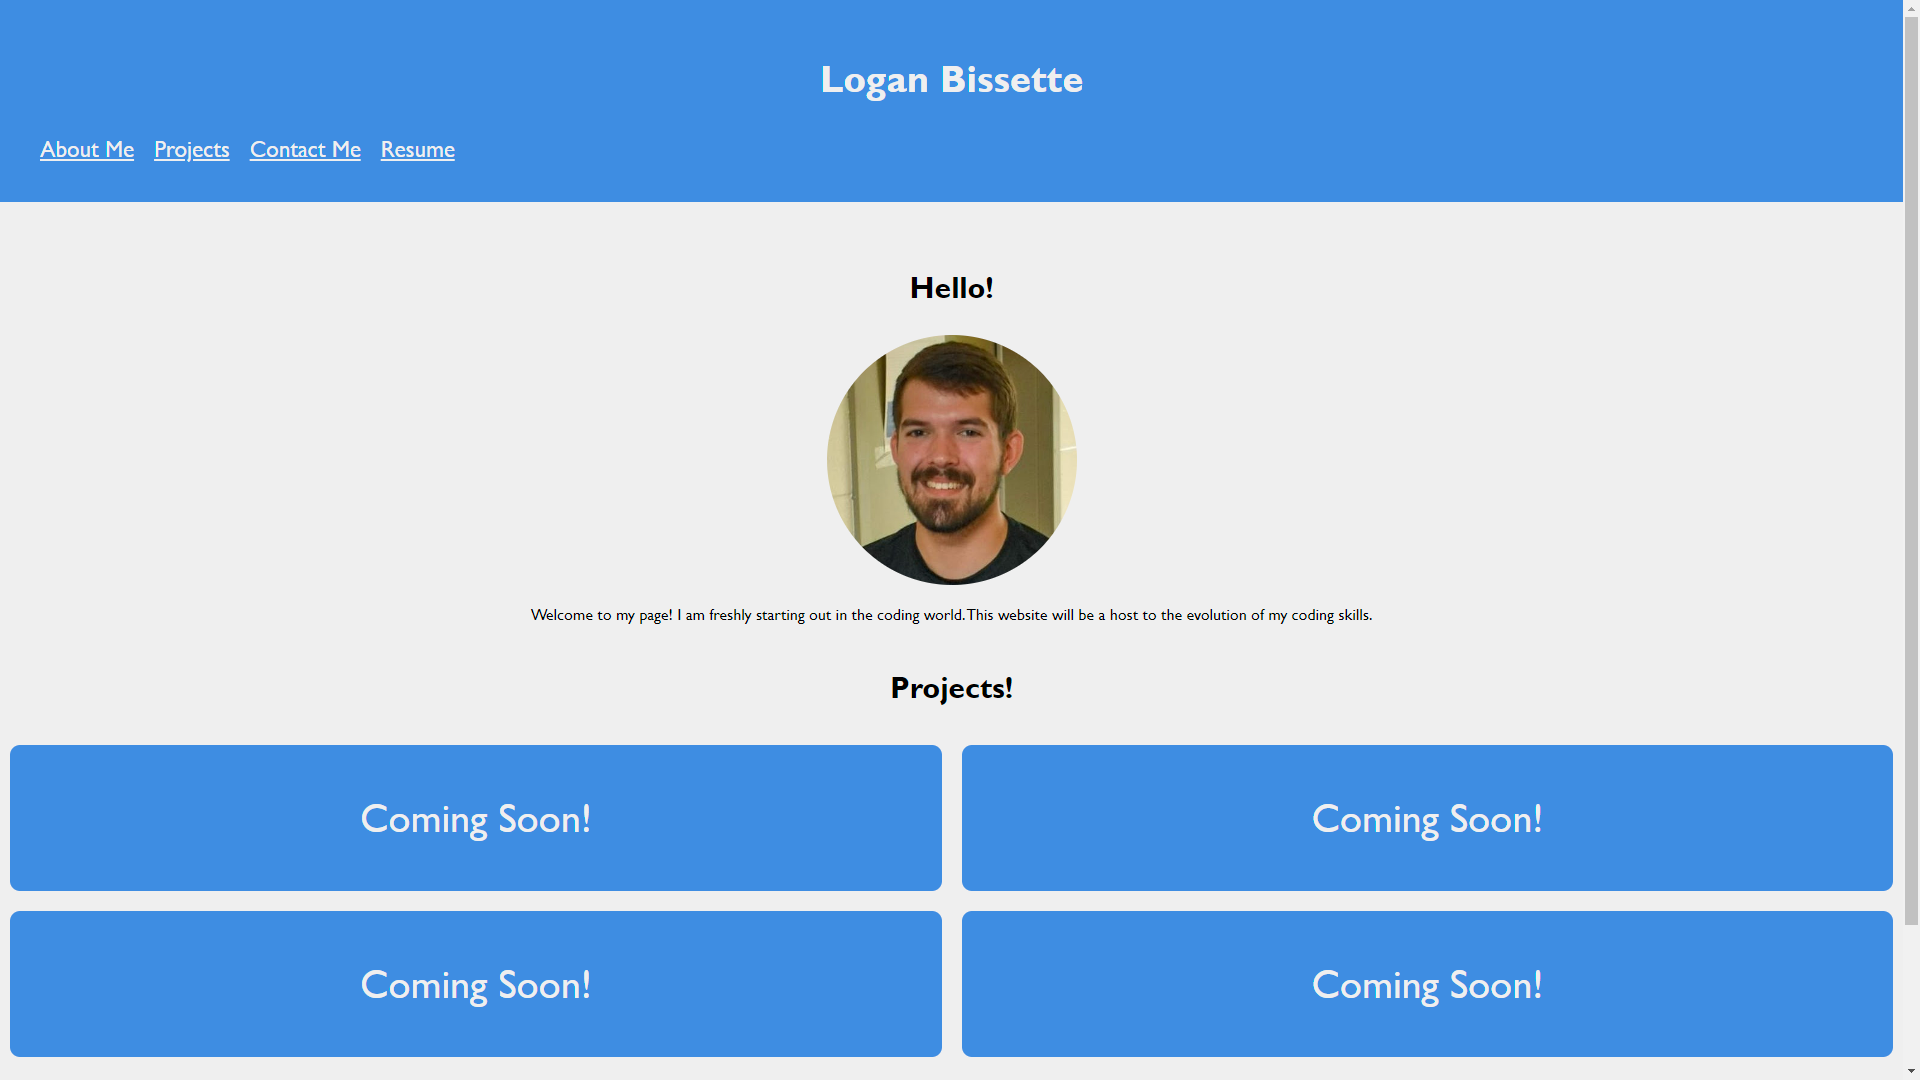 Logan Bissette
About Me Projects Contact Me Resume
Hello!
Welcome to my page! I am freshly starting out in the coding world. This website will be a host to the evolution of my coding skills.
Projects!
Coming Soon! Coming Soon!
Coming Soon! Coming Soon!